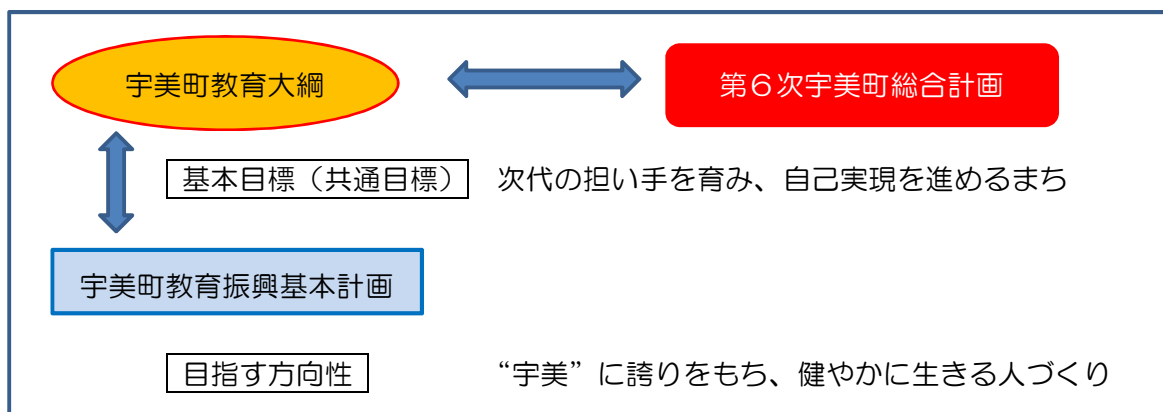 宇美町教育大綱
第6次宇美町総合計画
基本目標（共通目標） 次代の担い手を育み、自己実現を進めるまち
宇美町教育振興基本計画
目指す方向性 “宇美”に誇りをもち、健やかに生きる人づくり